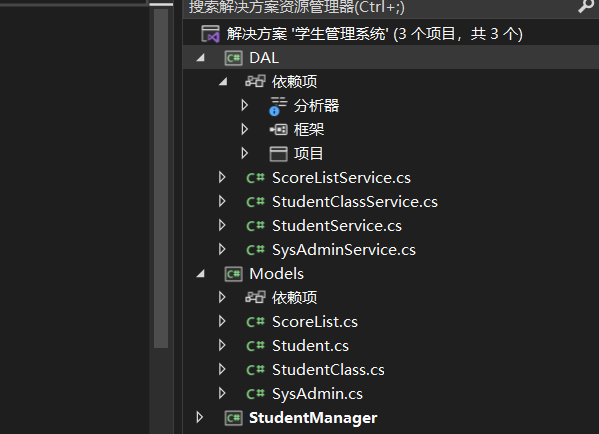 搜索解决方案资源管理器(Ctrl+;)
解决方案 '学生管理系统' (3 个项目，共 3 个)
DAL
依赖项
分析器
框架
项目
ScoreListService.cs
StudentClassService.cs
StudentService.cs
SysAdminService.cs
Models
依赖项
ScoreList.cs
Student.cs
StudentClass.cs
SysAdmin.cs
StudentManager